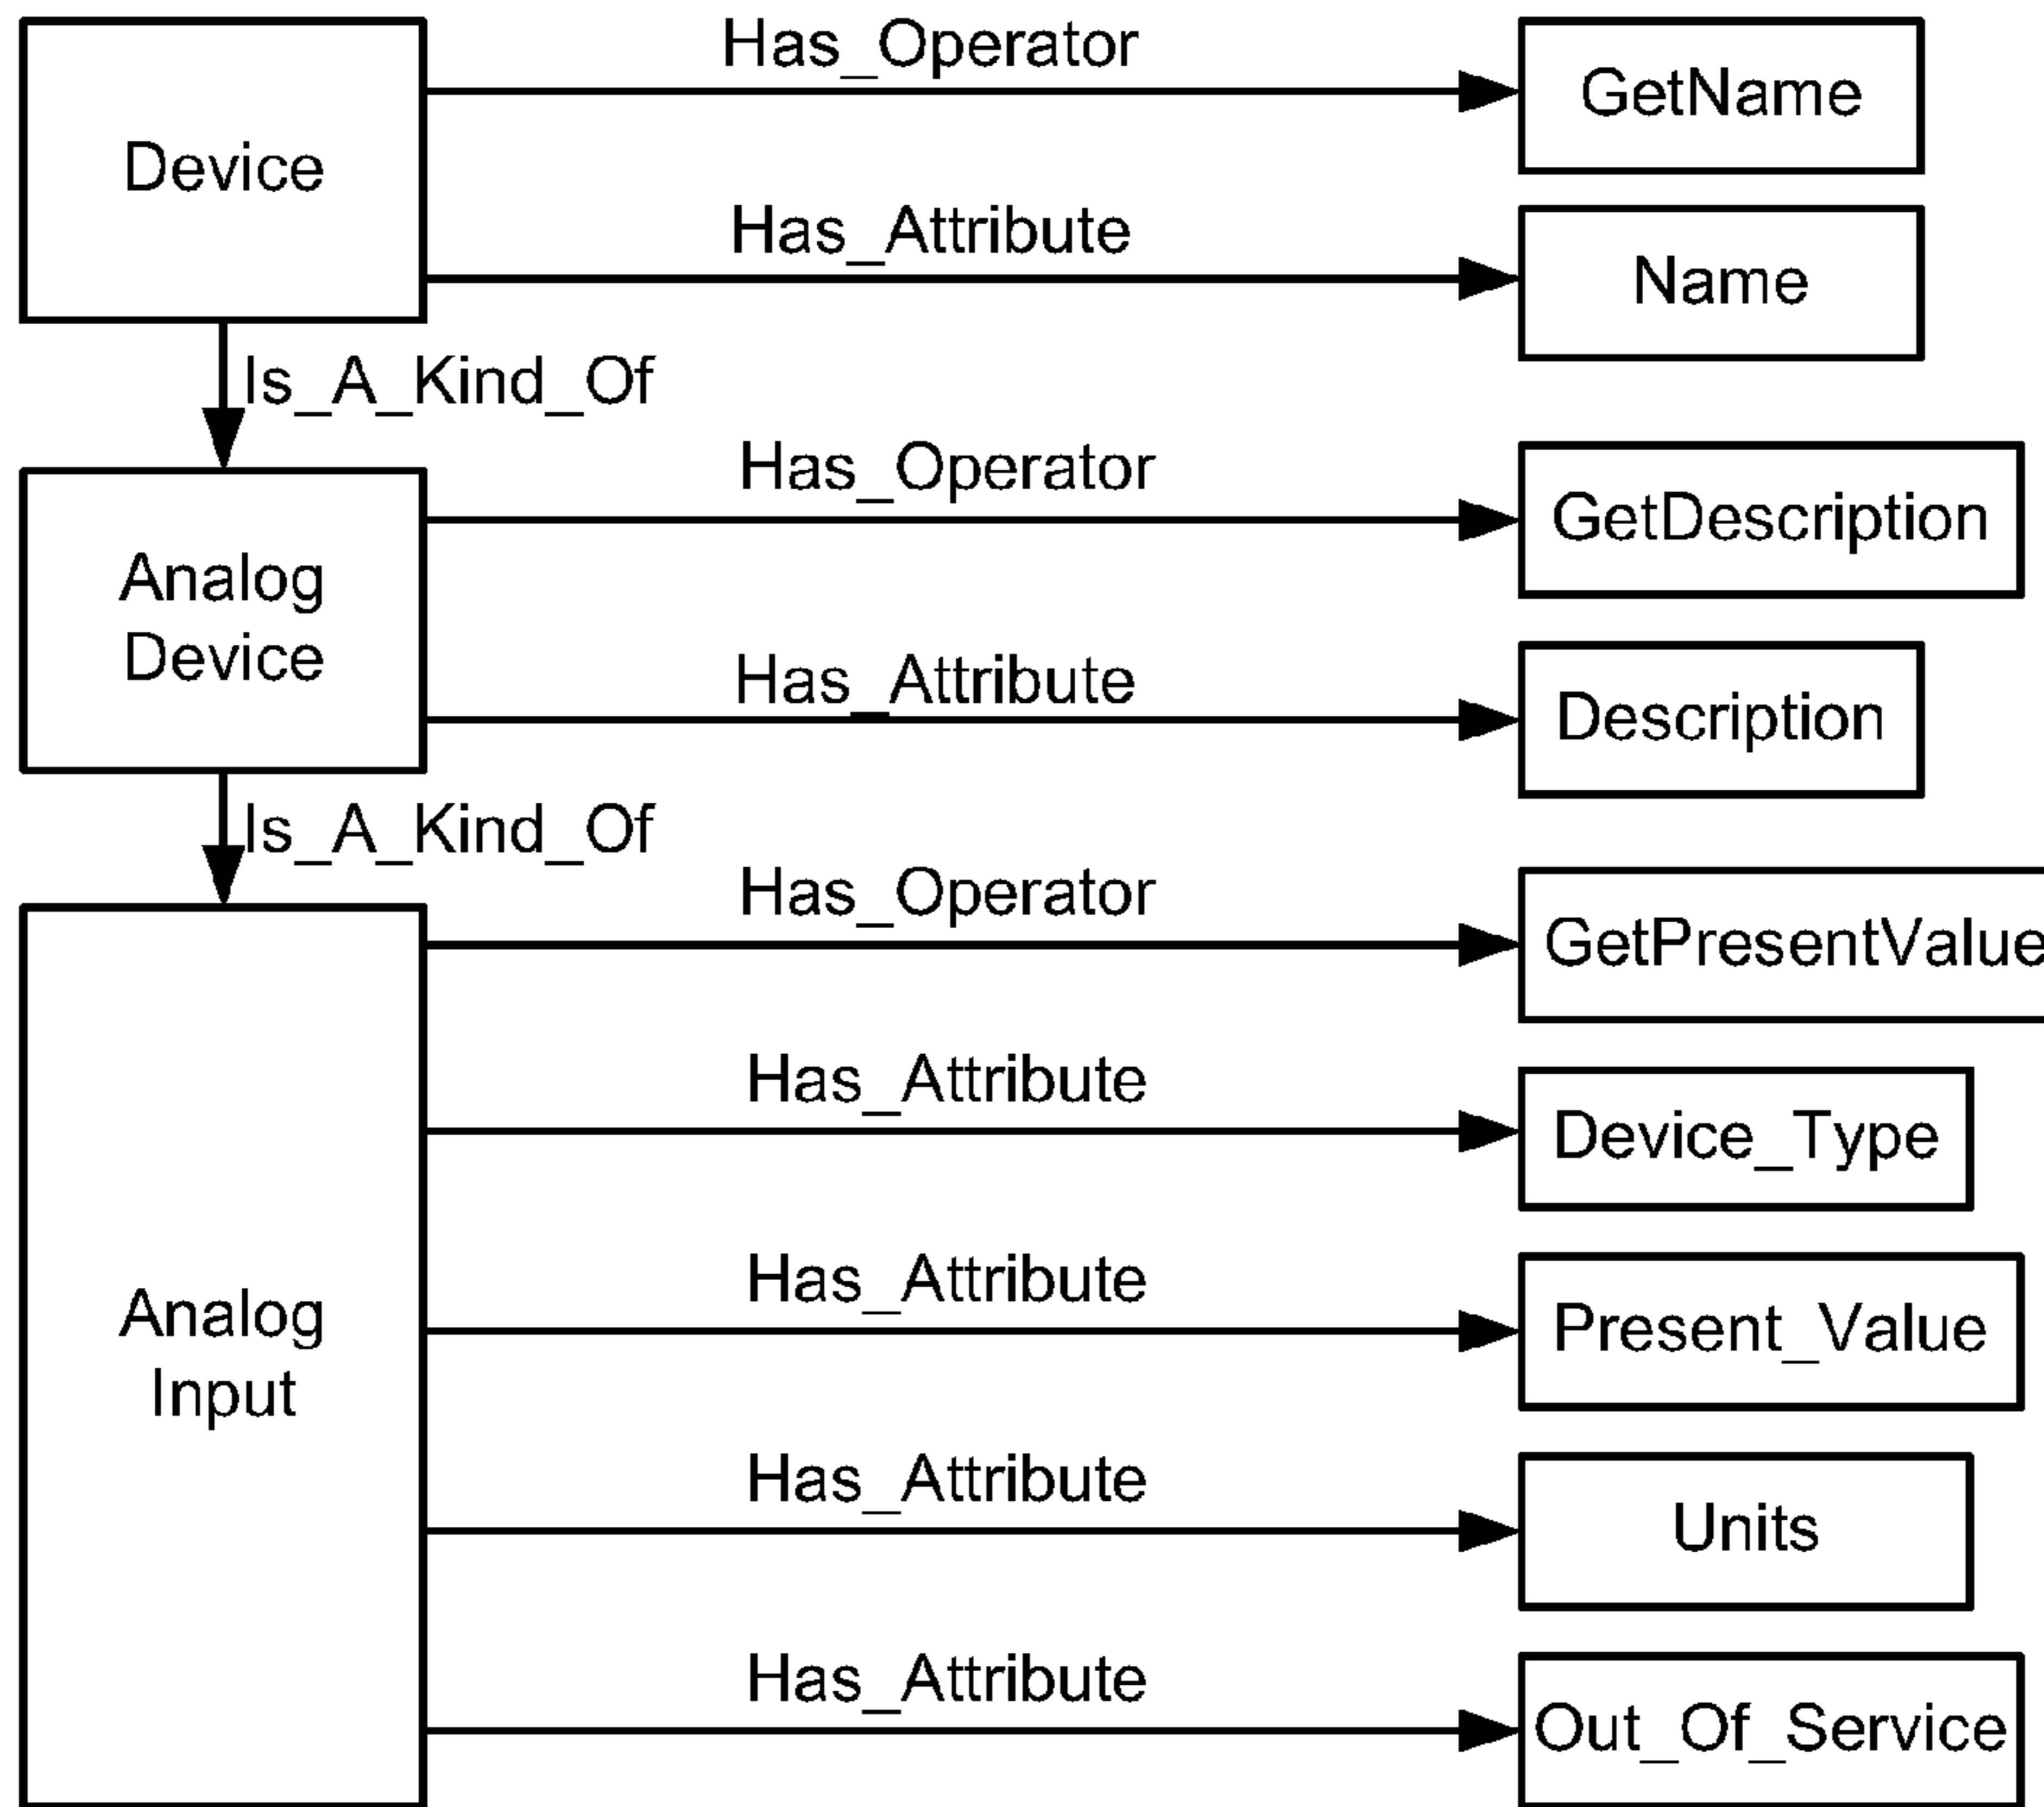 Has_Operator
GetName
Device
Has_Attribute
Name
Is_A_Kind_Of
Has_Operator
GetDescription
Analog
Device
Has_Attribute
Description
Is_A_Kind_Of
Has_Operator
GetPresentValue
Has_Attribute
Device_Type
Analog
Input
Has_Attribute
Present_Value
Has_Attribute
Units
Has_Attribute
Out_Of_Service